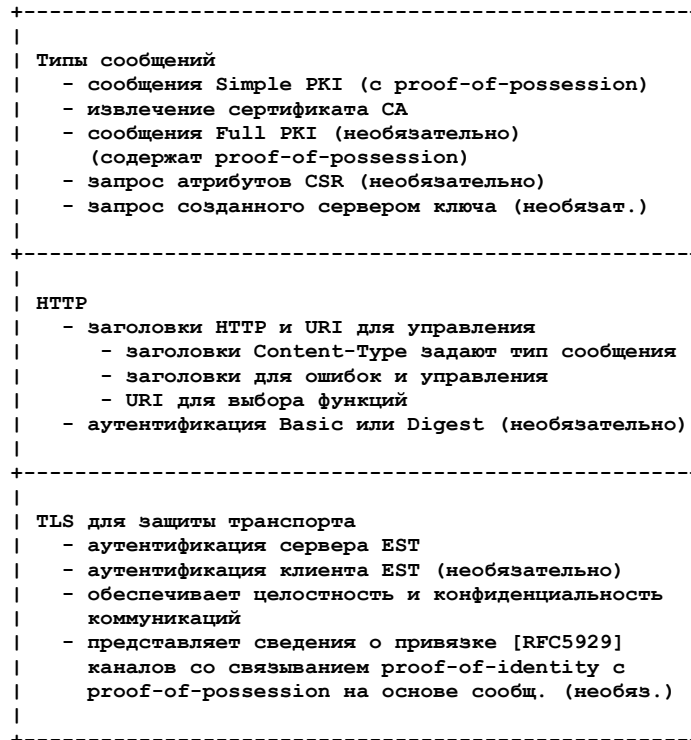 Типы сообщений
- сообщения Simple PKI (с proof-of-possession)
- извлечение сертификата CA
- сообщения Full PKI (необязательно)
(содержат proof-of-possession)
- запрос атрибутов CSR (необязательно)
- запрос созданного сервером ключа (необязат.)
HTTP
- заголовки HTTP и URI для управления
- заголовки Content-Type задают тип сообщения
- заголовки для ошибок и управления
- URI для выбора функций
- аутентификация Basic или Digest (необязательно)
TLS для защиты транспорта
- аутентификация сервера EST
- аутентификация клиента EST (необязательно)
- обеспечивает целостность и конфиденциальность
коммуникаций
- представляет сведения о привязке [RFC5929]
каналов со связыванием proof-of-identity с
proof-of-possession на основе сообщ. (необяз.)